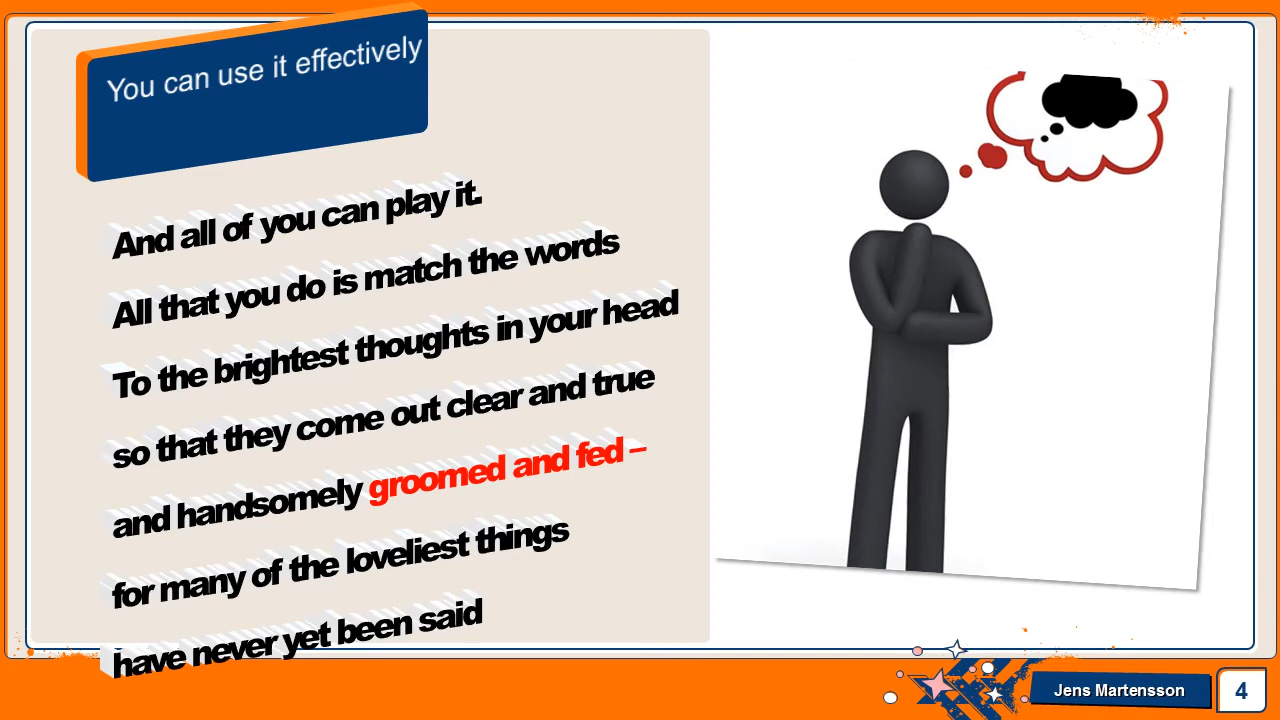 You can use it effectively
And all of you can play it.
All that you do is match the words
To the brightest thoughts in your head
so that they come out clear and true
and handsomely groomed and fed –
for many of the loveliest things
have never yet been said
Jens Martensson
4